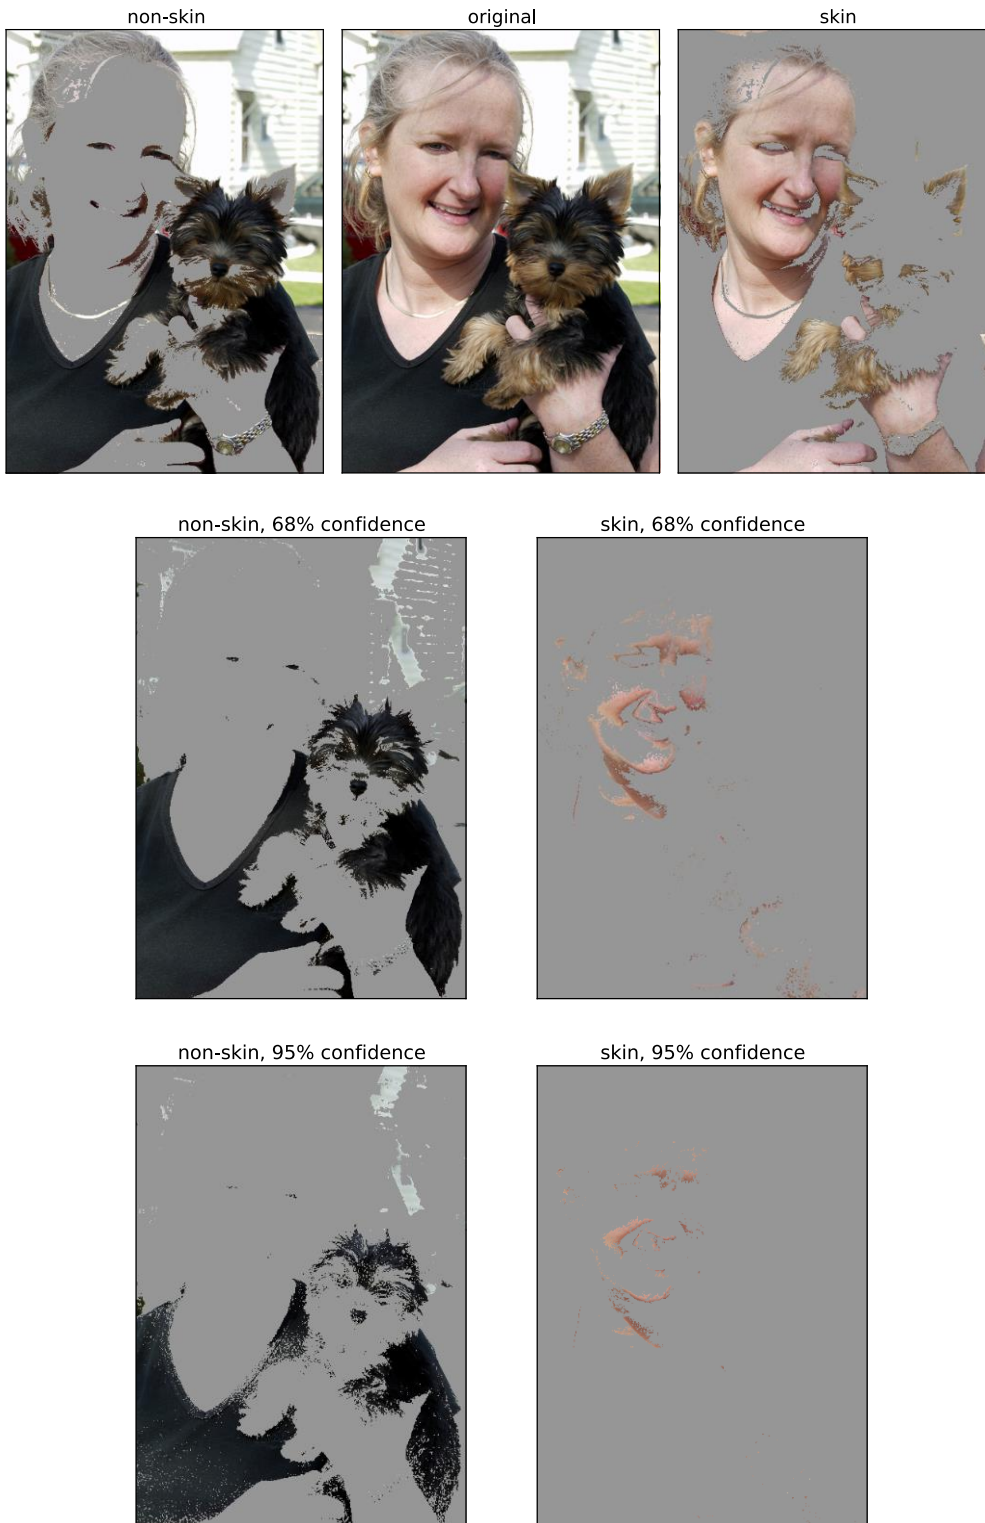 non-skin
original
skin
non-skin, 68% confidence
skin, 68% confidence
non-skin, 95% confidence
skin, 95% confidence